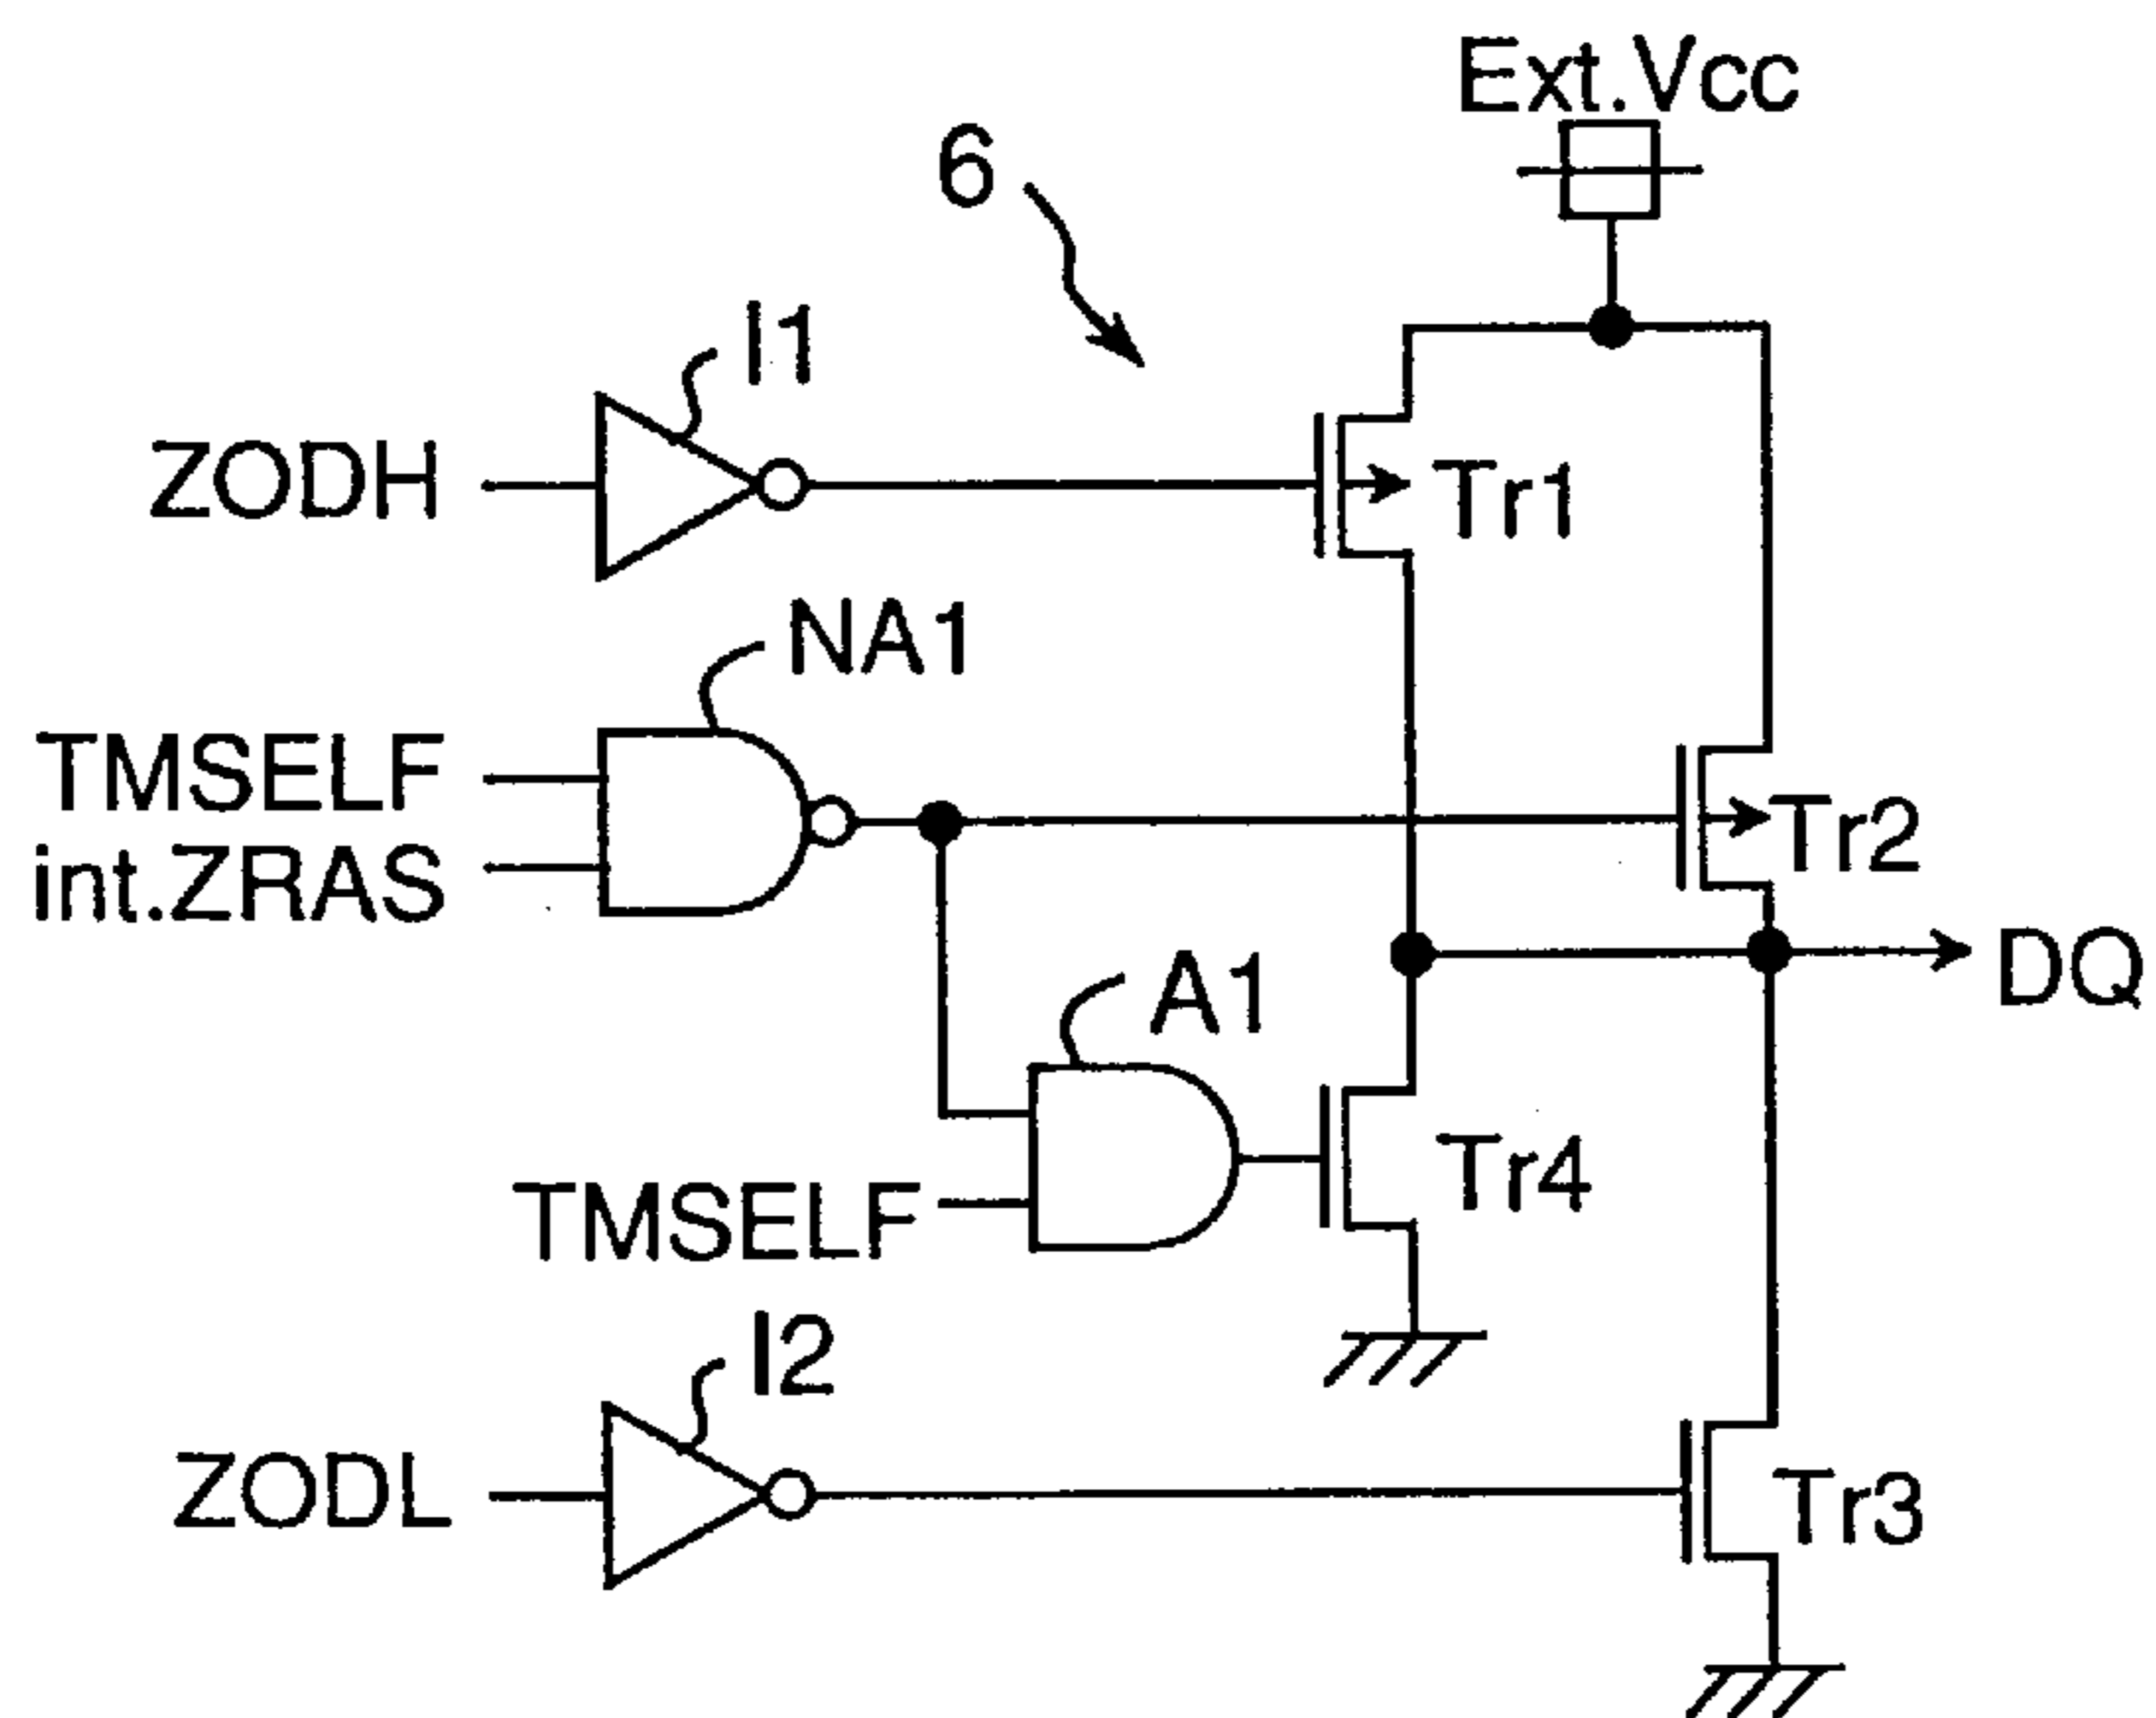 Ext.Vcc
6
I1
ZODH
Tr1
NA1
TMSELF
int.ZRAS
Tr2
DQ
A1
Tr4
TMSELF
I2
ZODL
Tr3